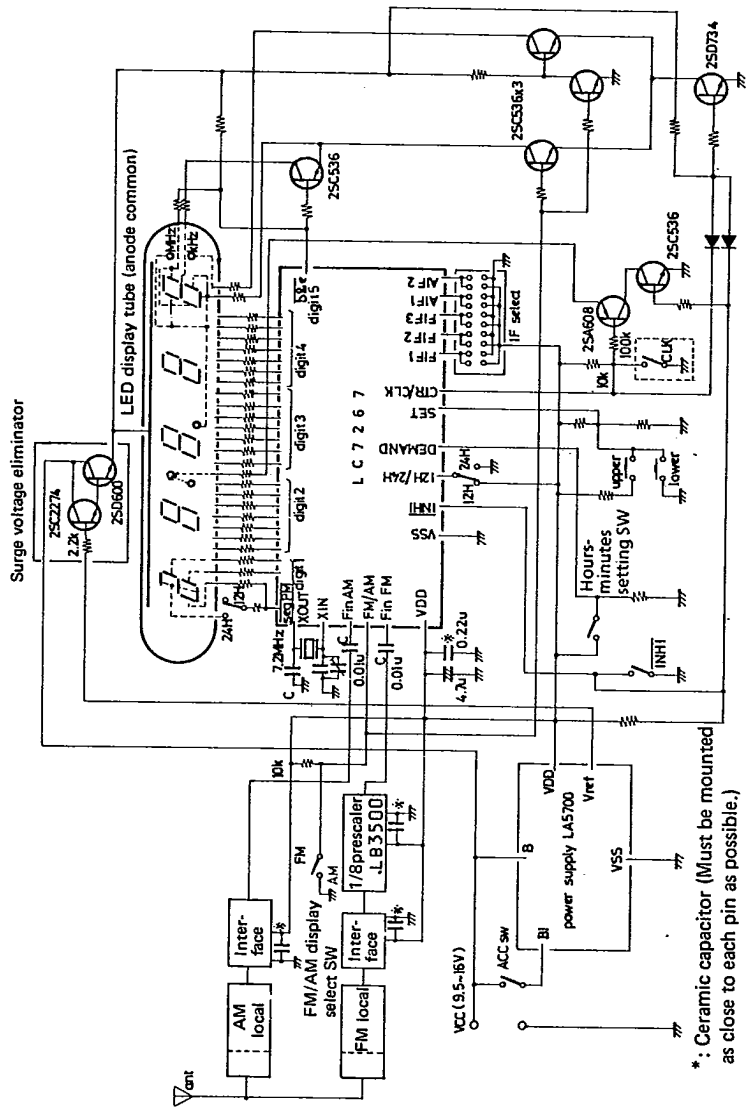 Surge voltage eliminator
2SC2274
2SD600
2.2k
LED display tube (anode common)
MHz
kHz
24H
12H
2SC536
2SC536x3
2SD734
digit1
digit2
digit3
digit4
digit5
b&e
Seg PM
XOUT
XIN
Fin AM
FM/AM
Fin FM
VDD
LC7267
VSS
INHI
12H/24H
DEMAND
SET
CTR/CLK
FIF1
FIF2
FIF3
AIF1
AIF2
IF select
7.2MHz
C
C
0.01u
C
0.01u
0.22u
*
4.7u
12H
24H
2SA608
2SC536
10k
100k
CLK
upper
lower
Hours-
minutes
setting SW
INHI
ant
AM
local
Inter-
face
*
FM local
Inter-
face
*
1/8prescaler
LB3500
*
FM/AM display
select SW
FM
AM
10k
VCC (9.5~16V)
ACC sw
BI
B
VDD
Vref
VSS
power supply LA5700
* : Ceramic capacitor (Must be mounted
as close to each pin as possible.)